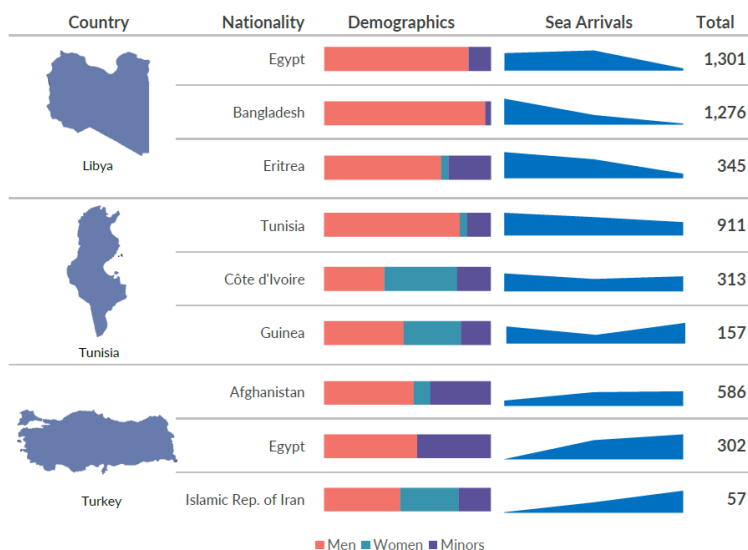 Country Nationality Demographics Sea Arrivals Total
Egypt 1,301
Bangladesh 1,276
Eritrea 345
Libya
Tunisia 911
Côte d'Ivoire 313
Guinea 157
Tunisia
Afghanistan 586
Egypt 302
Islamic Rep. of Iran 57
Turkey
Men Women Minors